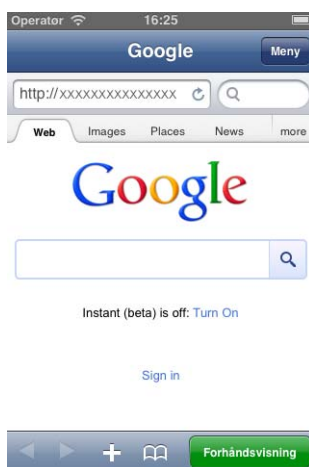 Operatør 16:25
Google Meny
http://xxxxxxxxxxxxxxx
Web Images Places News more
Google
Instant (beta) is off: Turn On
Sign in
Forhåndsvisning